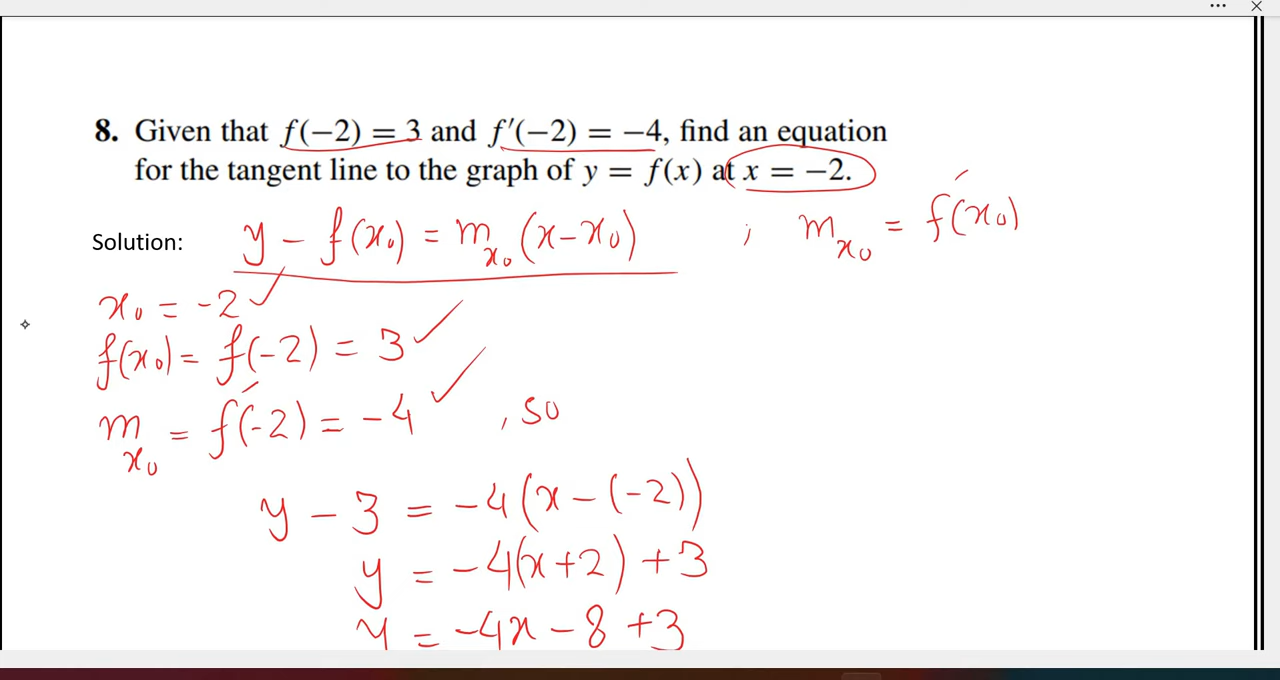 8. Given that f(−2) = 3 and f′(−2) = −4, find an equation
for the tangent line to the graph of y = f(x) at x = −2.
Solution: y − f(x₀) = m_x₀ (x − x₀) ; m_x₀ = f′(x₀)
x₀ = −2 ✓
f(x₀) = f(−2) = 3 ✓
m_x₀ = f′(−2) = −4 ✓ , so
y − 3 = −4(x − (−2))
y = −4(x + 2) + 3
y = −4x − 8 + 3